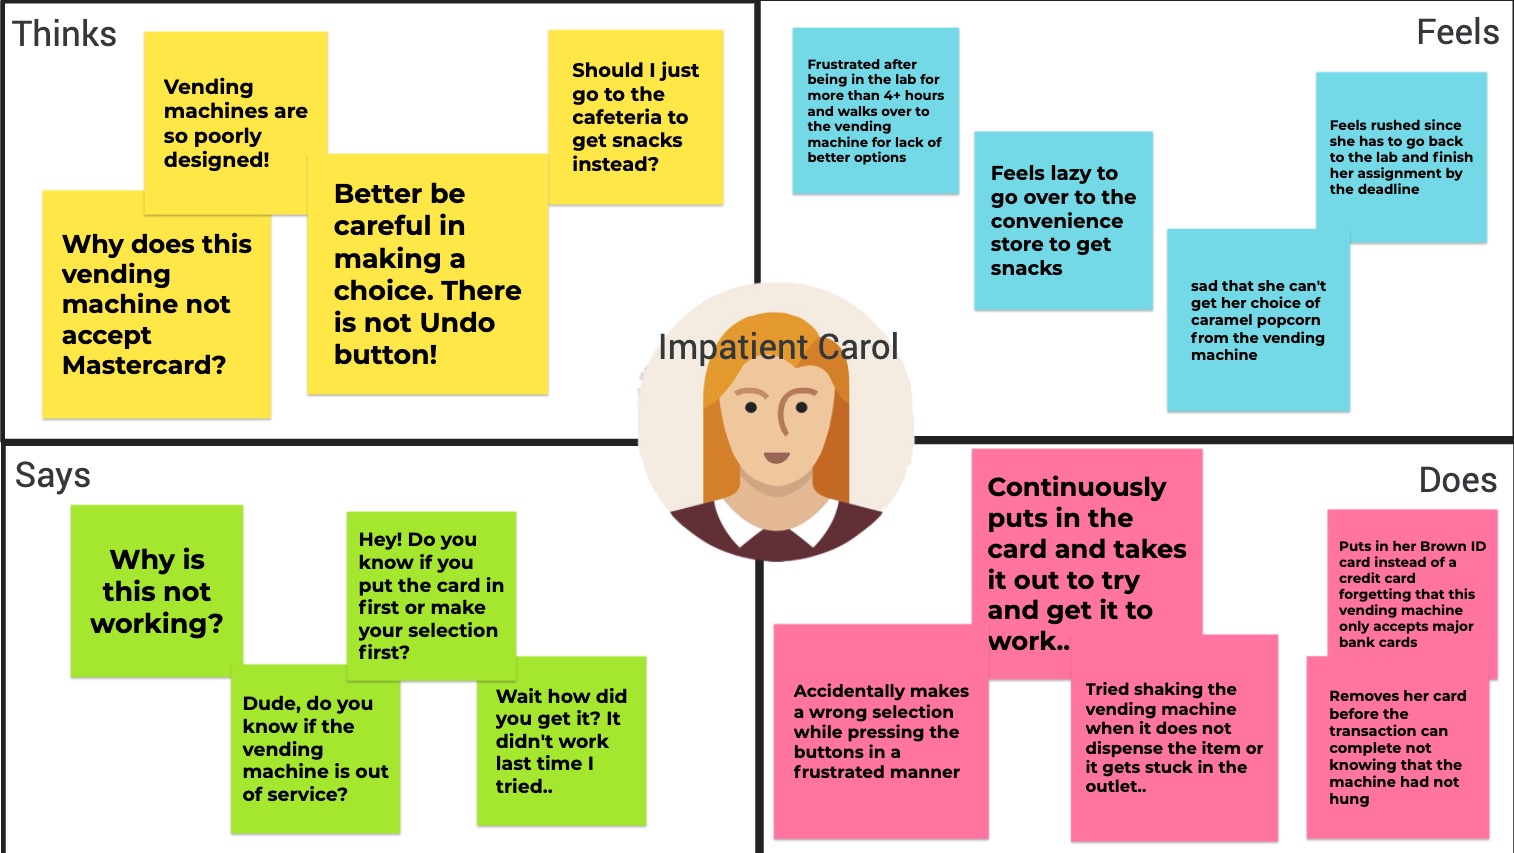 Thinks
Vending
machines are
so poorly
designed!
Should I just
go to the
cafeteria to
get snacks
instead?
Why does this
vending
machine not
accept
Mastercard?
Better be
careful in
making a
choice. There
is not Undo
button!
Feels
Frustrated after
being in the lab for
more than 4+ hours
and walks over to
the vending
machine for lack of
better options
Feels lazy to
go over to the
convenience
store to get
snacks
Feels rushed since
she has to go back
to the lab and finish
her assignment by
the deadline
sad that she can't
get her choice of
caramel popcorn
from the vending
machine
Impatient Carol
Says
Why is
this not
working?
Hey! Do you
know if you
put the card in
first or make
your selection
first?
Dude, do you
know if the
vending
machine is out
of service?
Wait how did
you get it? It
didn't work
last time I
tried..
Does
Continuously
puts in the
card and takes
it out to try
and get it to
work..
Puts in her Brown ID
card instead of a
credit card
forgetting that this
vending machine
only accepts major
bank cards
Accidentally makes
a wrong selection
while pressing the
buttons in a
frustrated manner
Tried shaking the
vending machine
when it does not
dispense the item or
it gets stuck in the
outlet..
Removes her card
before the
transaction can
complete not
knowing that the
machine had not
hung